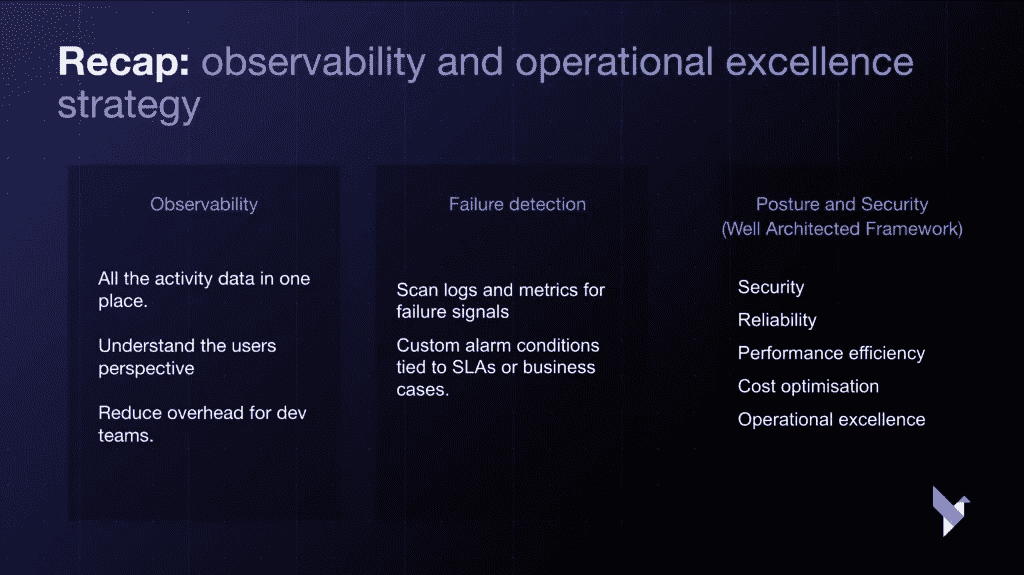 Recap: observability and operational excellence
strategy
Observability
All the activity data in one
place.
Understand the users
perspective
Reduce overhead for dev
teams.
Failure detection
Scan logs and metrics for
failure signals
Custom alarm conditions
tied to SLAs or business
cases.
Posture and Security
(Well Architected Framework)
Security
Reliability
Performance efficiency
Cost optimisation
Operational excellence